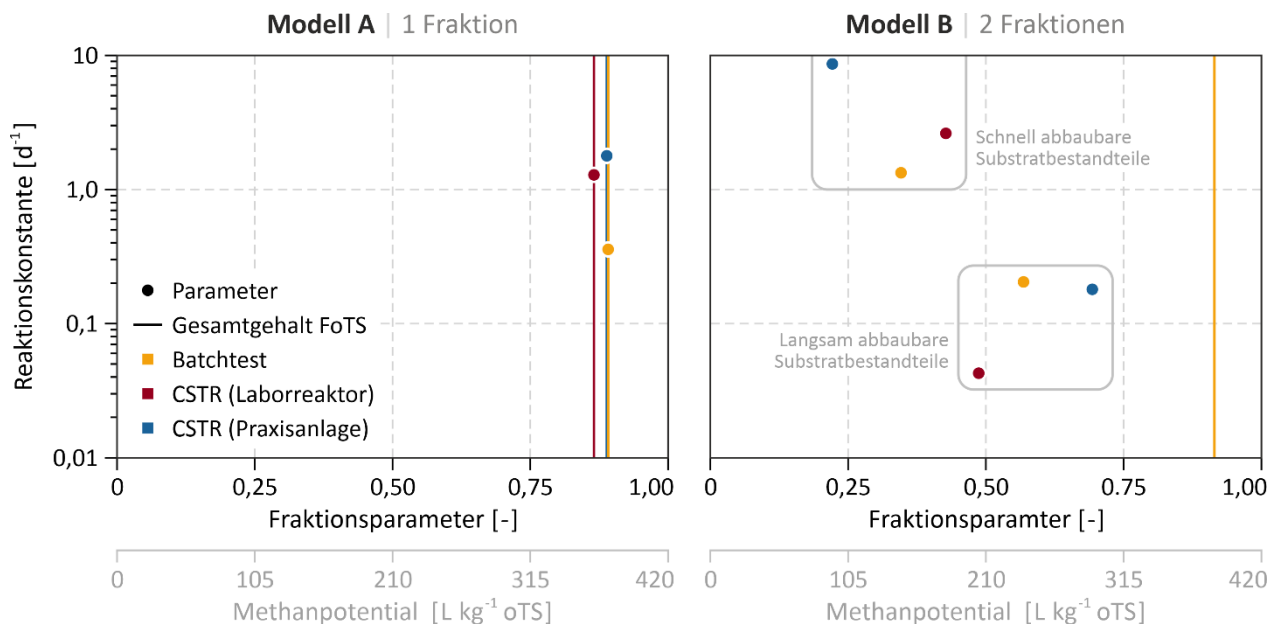 Modell A | 1 Fraktion
Modell B | 2 Fraktionen
Reaktionskonstante [d⁻¹]
10
1,0
0,1
0,01
Parameter
Gesamtgehalt FoTS
Batchtest
CSTR (Laborreaktor)
CSTR (Praxisanlage)
0 0,25 0,50 0,75 1,00
Fraktionsparameter [-]
0 105 210 315 420
Methanpotential [L kg⁻¹ oTS]
Schnell abbaubare
Substratbestandteile
Langsam abbaubare
Substratbestandteile
0 0,25 0,50 0.75 1,00
Fraktionsparamter [-]
0 105 210 315 420
Methanpotential [L kg⁻¹ oTS]